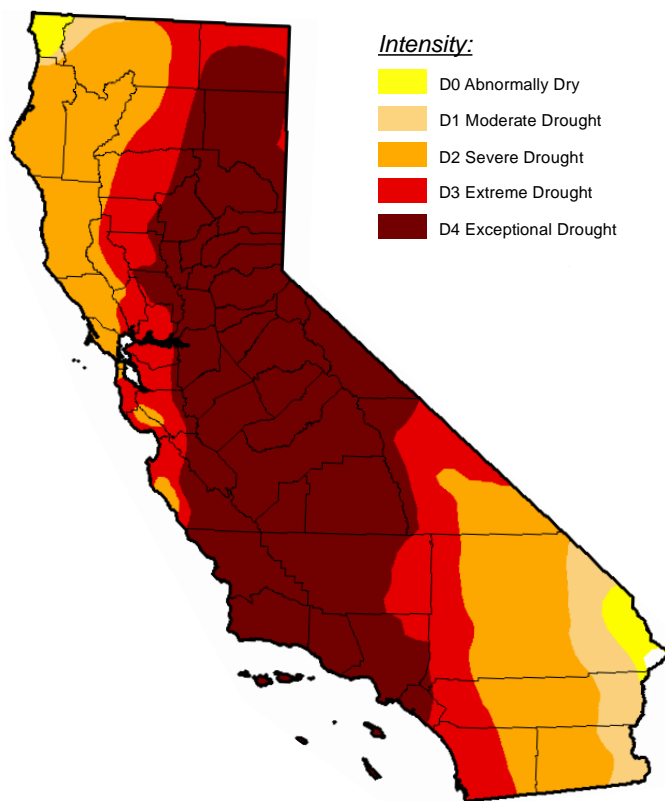 Intensity:
D0 Abnormally Dry
D1 Moderate Drought
D2 Severe Drought
D3 Extreme Drought
D4 Exceptional Drought